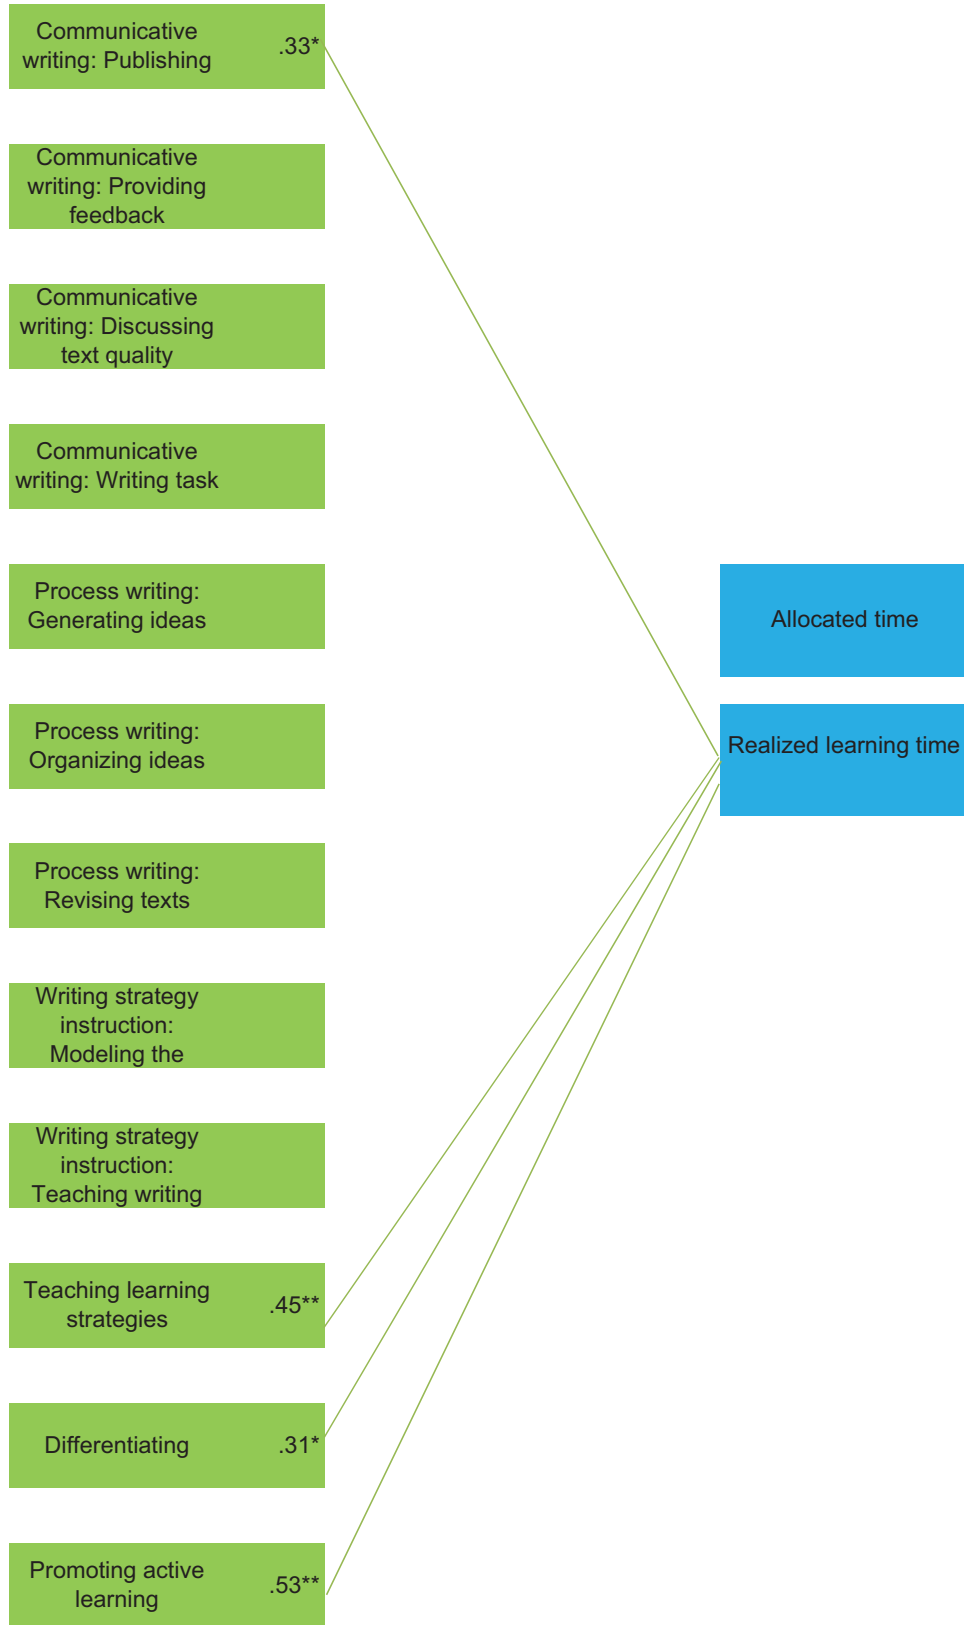 Communicative
writing: Publishing
.33*
Communicative
writing: Providing
feedback
Communicative
writing: Discussing
text quality
Communicative
writing: Writing task
Process writing:
Generating ideas
Allocated time
Process writing:
Organizing ideas
Realized learning time
Process writing:
Revising texts
Writing strategy
instruction:
Modeling the
Writing strategy
instruction:
Teaching writing
Teaching learning
strategies
.45**
Differentiating
.31*
Promoting active
learning
.53**